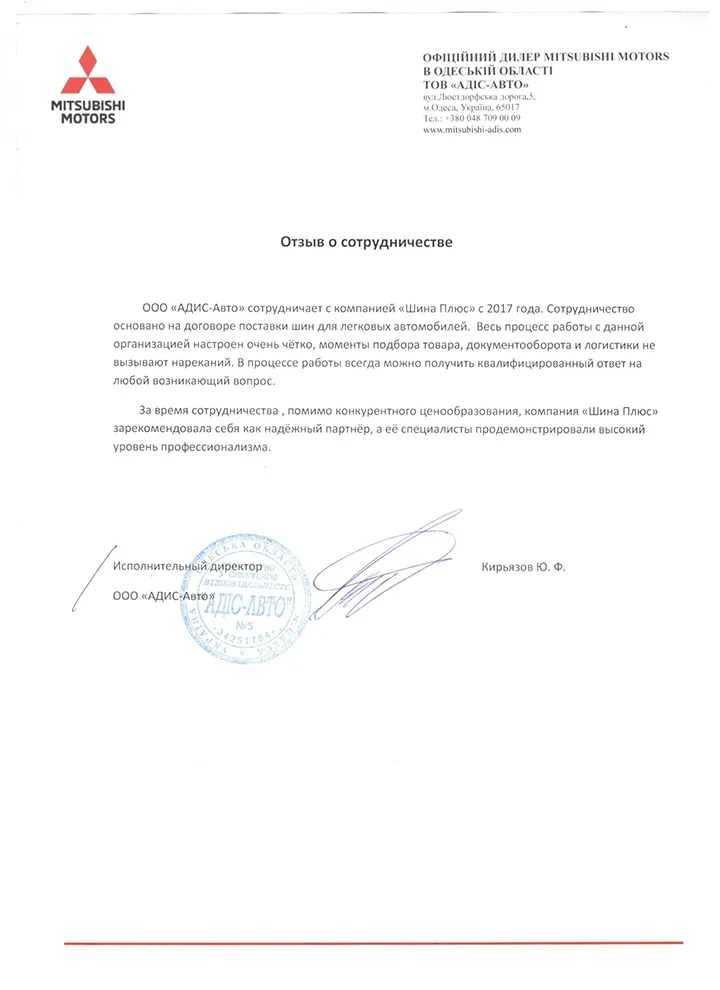 MITSUBISHI
MOTORS
ОФІЦІЙНИЙ ДИЛЕР MITSUBISHI MOTORS
В ОДЕСЬКІЙ ОБЛАСТІ
ТОВ «АДІС-АВТО»
вул.Люстдорфська дорога,5,
м.Одеса, Україна, 65017
Тел.: +380 048 709 00 09
www.mitsubishi-adis.com
Отзыв о сотрудничестве
ООО «АДИС-Авто» сотрудничает с компанией «Шина Плюс» с 2017 года. Сотрудничество
основано на договоре поставки шин для легковых автомобилей. Весь процесс работы с данной
организацией настроен очень чётко, моменты подбора товара, документооборота и логистики не
вызывают нареканий. В процессе работы всегда можно получить квалифицированный ответ на
любой возникающий вопрос.
За время сотрудничества , помимо конкурентного ценообразования, компания «Шина Плюс»
зарекомендовала себя как надёжный партнёр, а её специалисты продемонстрировали высокий
уровень профессионализма.
Исполнительный директор
Кирьязов Ю. Ф.
ООО «АДИС-Авто»
ОДЕСЬКА ОБЛАСТЬ
З ОБМЕЖЕНОЮ
ВІДПОВІДАЛЬНІСТЮ
"АДІС-АВТО"
№5
34251784
М.ОДЕСА
УКРАЇНА